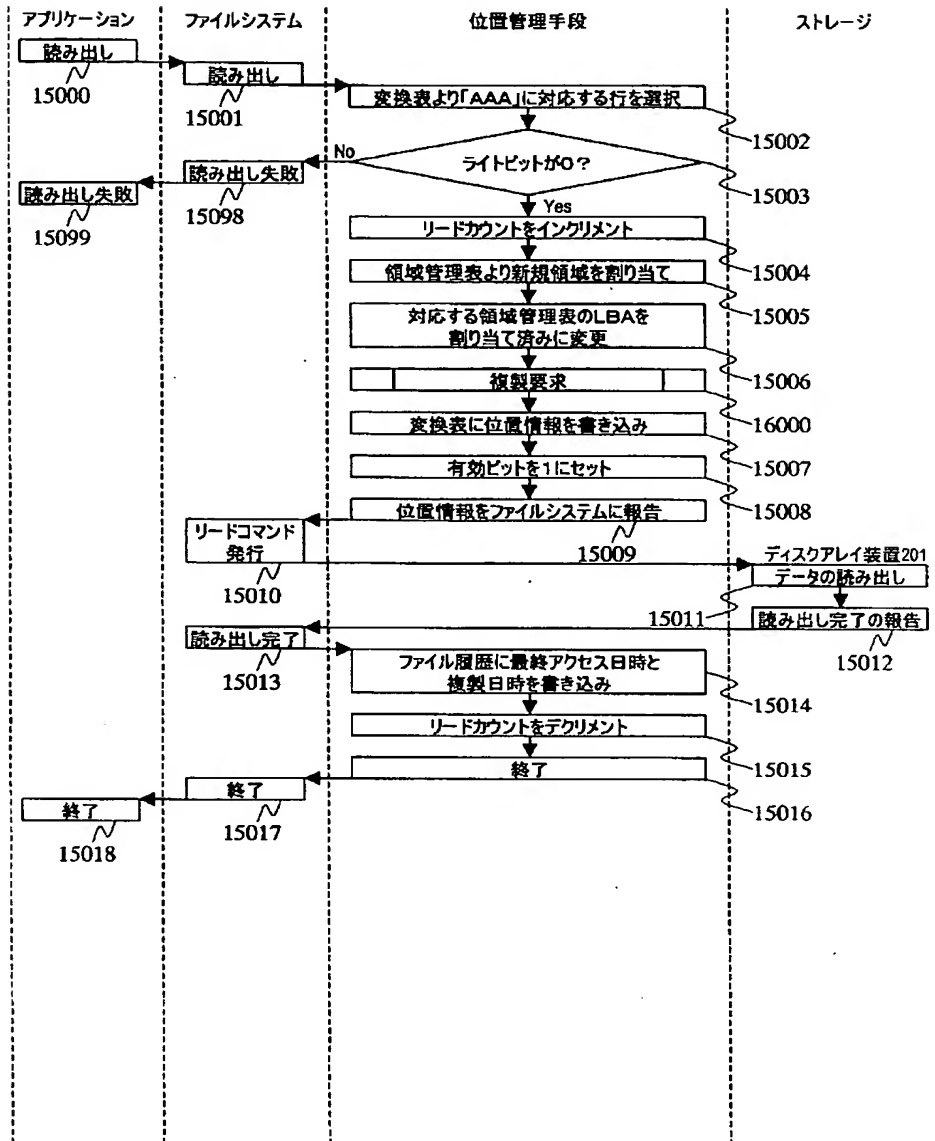 アプリケーション
ファイルシステム
位置管理手段
ストレージ
読み出し
15000
読み出し
15001
変換表より「AAA」に対応する行を選択
15002
No
ライトビットが0？
15003
読み出し失敗
15098
読み出し失敗
15099
Yes
リードカウントをインクリメント
15004
領域管理表より新規領域を割り当て
15005
対応する領域管理表のLBAを
割り当て済みに変更
15006
複製要求
16000
変換表に位置情報を書き込み
15007
有効ビットを1にセット
15008
位置情報をファイルシステムに報告
15009
リードコマンド
発行
15010
ディスクアレイ装置201
データの読み出し
15011
読み出し完了の報告
15012
読み出し完了
15013
ファイル履歴に最終アクセス日時と
複製日時を書き込み
15014
リードカウントをデクリメント
15015
終了
15016
終了
15017
終了
15018